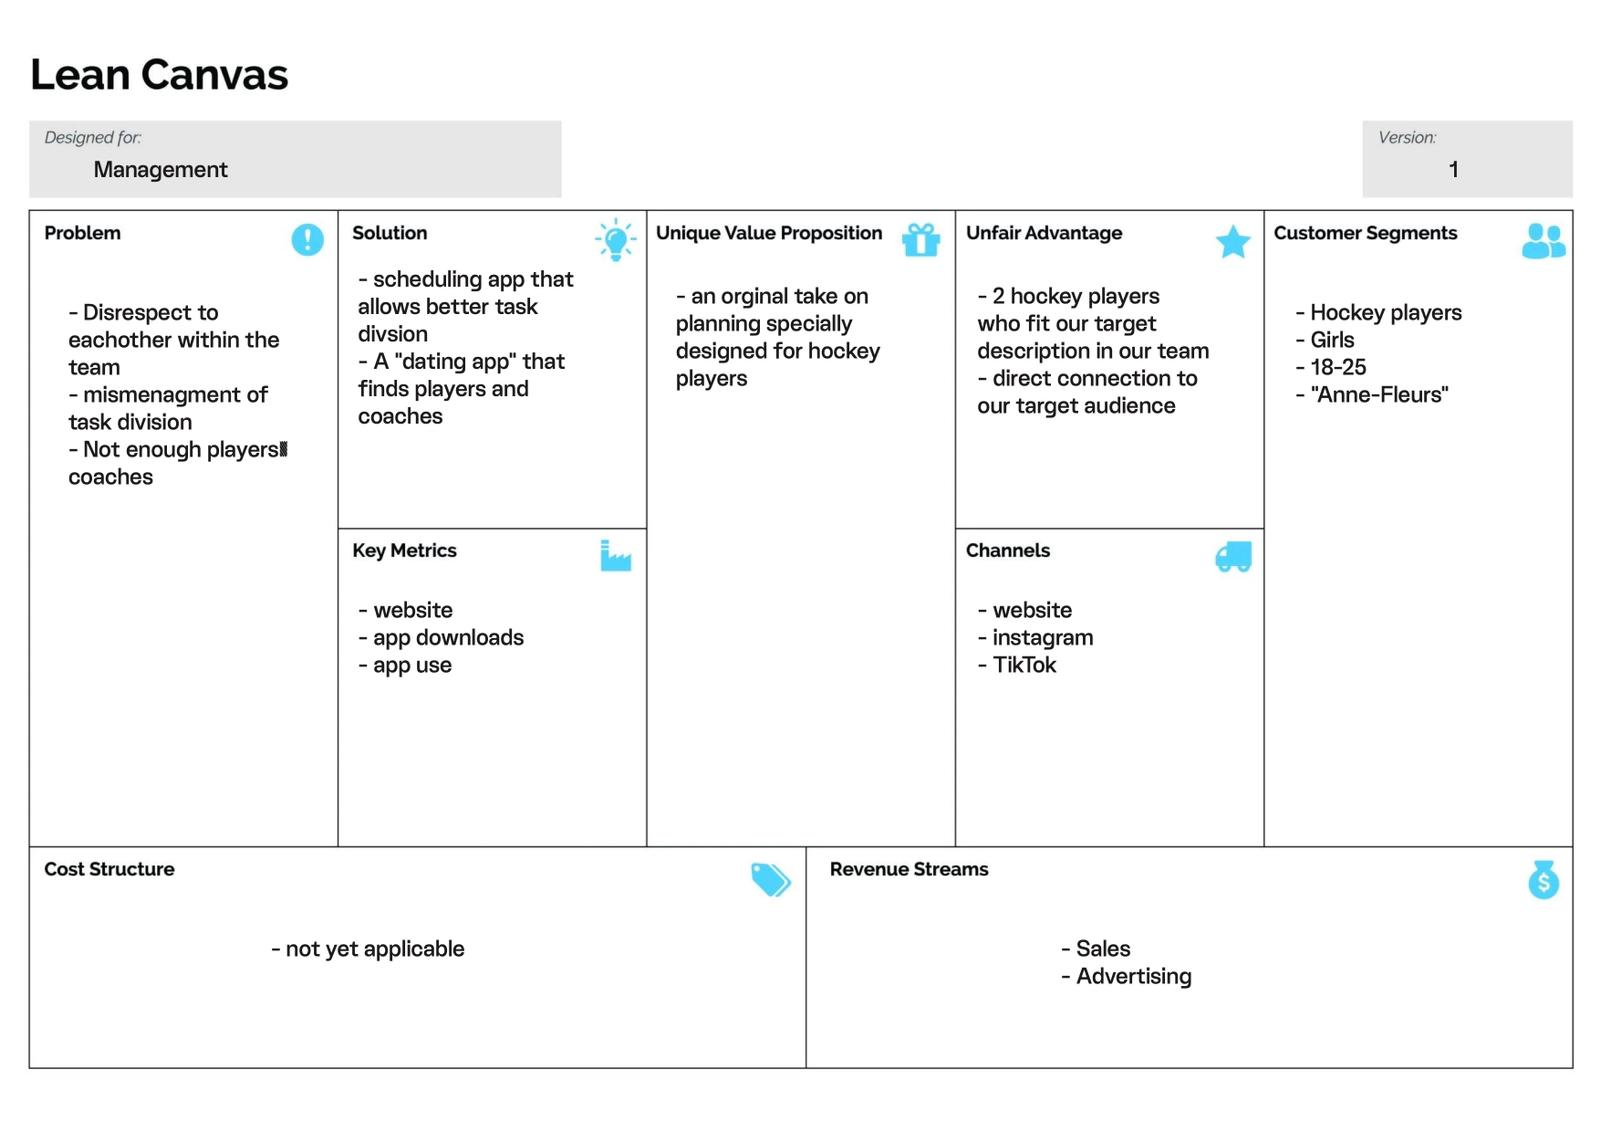 Lean Canvas
Designed for:
Management
Version:
1
Problem
- Disrespect to
eachother within the
team
- mismenagment of
task division
- Not enough players
coaches
Solution
- scheduling app that
allows better task
divsion
- A "dating app" that
finds players and
coaches
Key Metrics
- website
- app downloads
- app use
Unique Value Proposition
- an orginal take on
planning specially
designed for hockey
players
Unfair Advantage
- 2 hockey players
who fit our target
description in our team
- direct connection to
our target audience
Channels
- website
- instagram
- TikTok
Customer Segments
- Hockey players
- Girls
- 18-25
- "Anne-Fleurs"
Cost Structure
- not yet applicable
Revenue Streams
- Sales
- Advertising